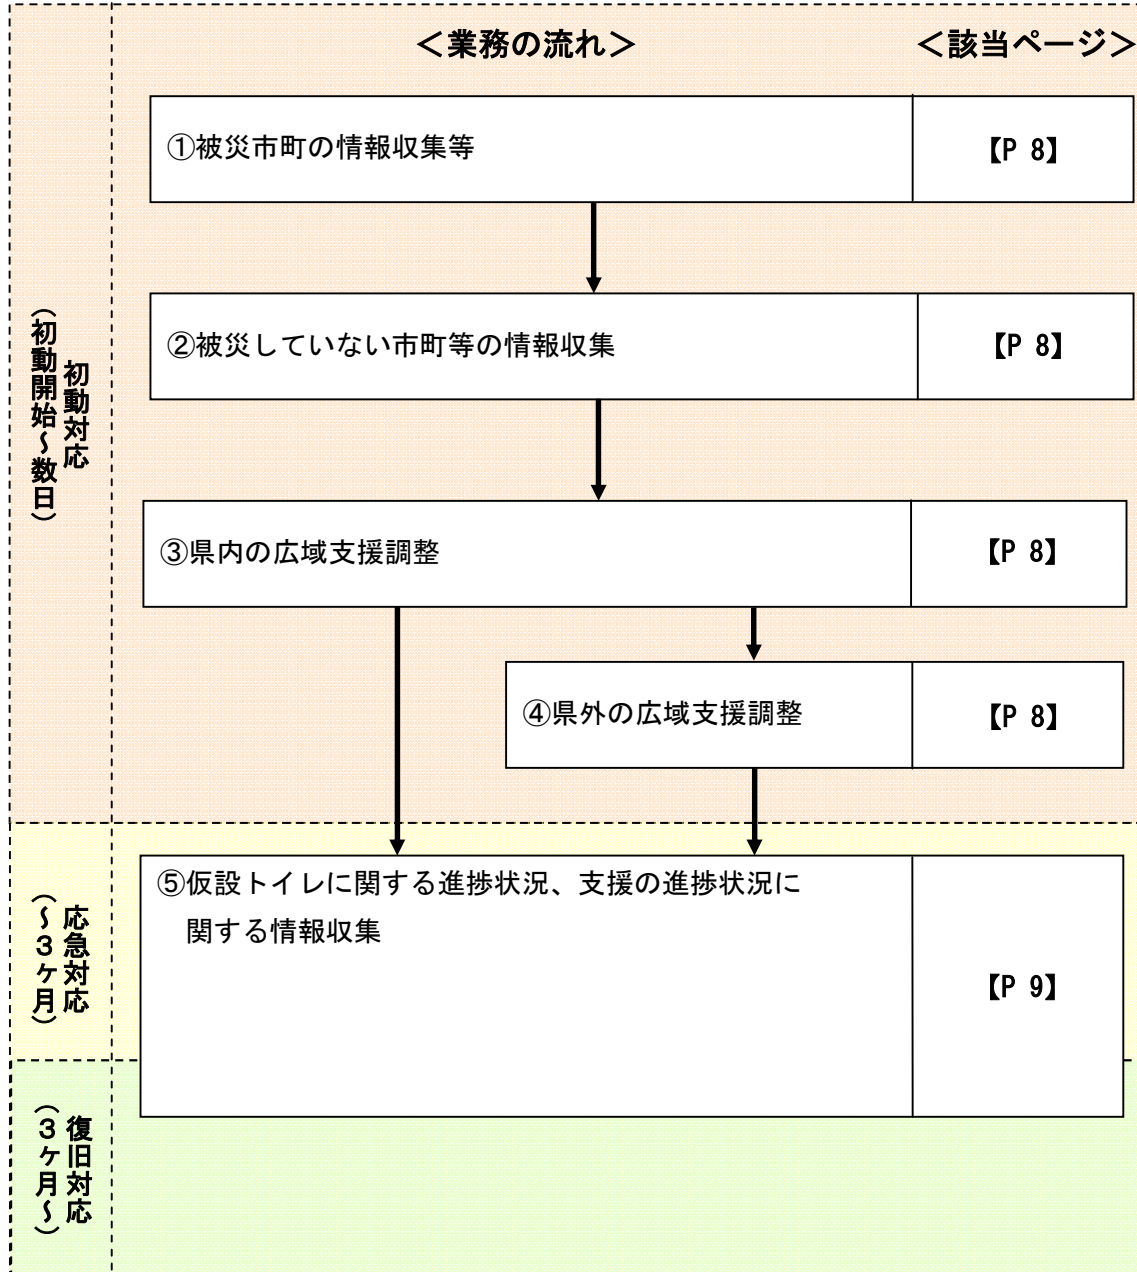 ＜業務の流れ＞
＜該当ページ＞
初動対応
（初動開始～数日）
①被災市町の情報収集等
【P 8】
②被災していない市町等の情報収集
【P 8】
③県内の広域支援調整
【P 8】
④県外の広域支援調整
【P 8】
応急対応
（～３ヶ月）
⑤仮設トイレに関する進捗状況、支援の進捗状況に
関する情報収集
【P 9】
復旧対応
（３ヶ月～）